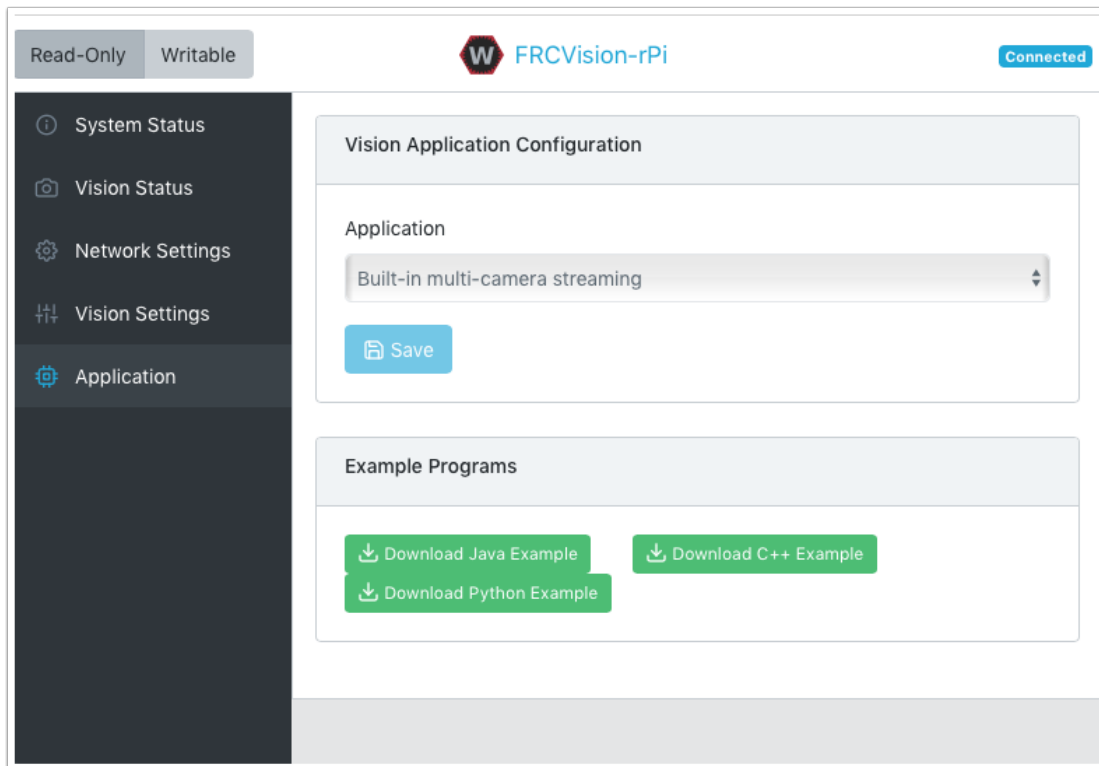 Read-Only Writable W FRCVision-rPi Connected
System Status
Vision Status
Network Settings
Vision Settings
Application
Vision Application Configuration
Application
Built-in multi-camera streaming
Save
Example Programs
Download Java Example Download C++ Example
Download Python Example